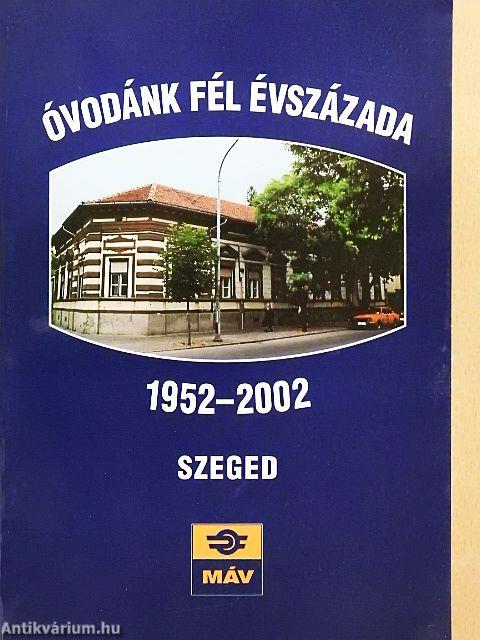 ÓVODÁNK FÉL ÉVSZÁZADA
1952–2002
SZEGED
MÁV
Antikvárium.hu